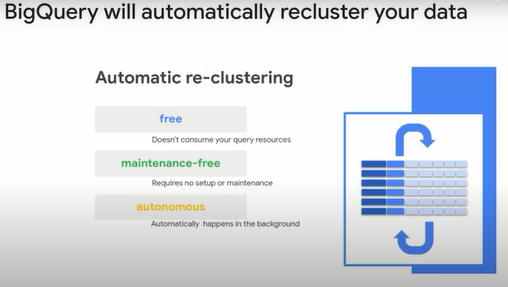 BigQuery will automatically recluster your data
Automatic re-clustering
free
Doesn't consume your query resources
maintenance-free
Requires no setup or maintenance
autonomous
Automatically happens in the background